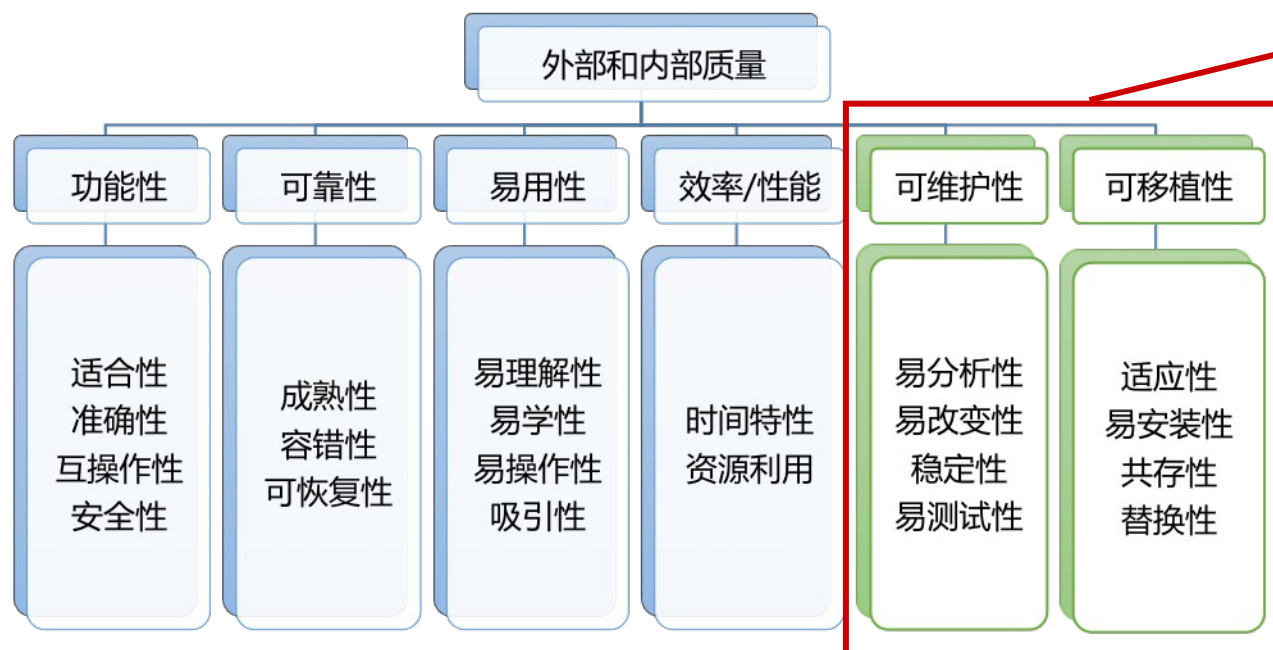 外部和内部质量
功能性
可靠性
易用性
效率/性能
可维护性
可移植性
适合性
准确性
互操作性
安全性
成熟性
容错性
可恢复性
易理解性
易学性
易操作性
吸引性
时间特性
资源利用
易分析性
易改变性
稳定性
易测试性
适应性
易安装性
共存性
替换性